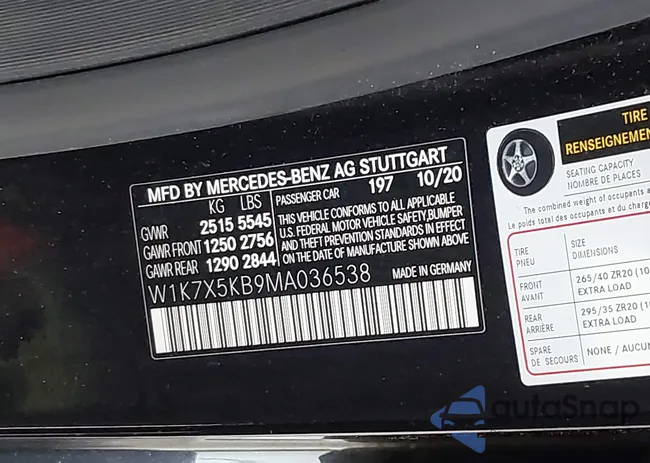 MFD BY MERCEDES-BENZ AG STUTTGART
KG LBS
PASSENGER CAR 197 10/20
GVWR 2515 5545
GAWR FRONT 1250 2756
GAWR REAR 1290 2844
THIS VEHICLE CONFORMS TO ALL APPLICABLE
U.S. FEDERAL MOTOR VEHICLE SAFETY, BUMPER
AND THEFT PREVENTION STANDARDS IN EFFECT
ON THE DATE OF MANUFACTURE SHOWN ABOVE
W1K7X5KB9MA036538
MADE IN GERMANY
TIRE
SEATING CAPACITY
NOMBRE DE PLACES
The combined weight of occupants a
Le poids total des occupants et du char
TIRE
PNEU
SIZE
DIMENSIONS
FRONT
AVANT
265/40 ZR20 (10
EXTRA LOAD
REAR
ARRIÈRE
295/35 ZR20 (10
EXTRA LOAD
SPARE
DE SECOURS
NONE / AUCUN
autoSnap